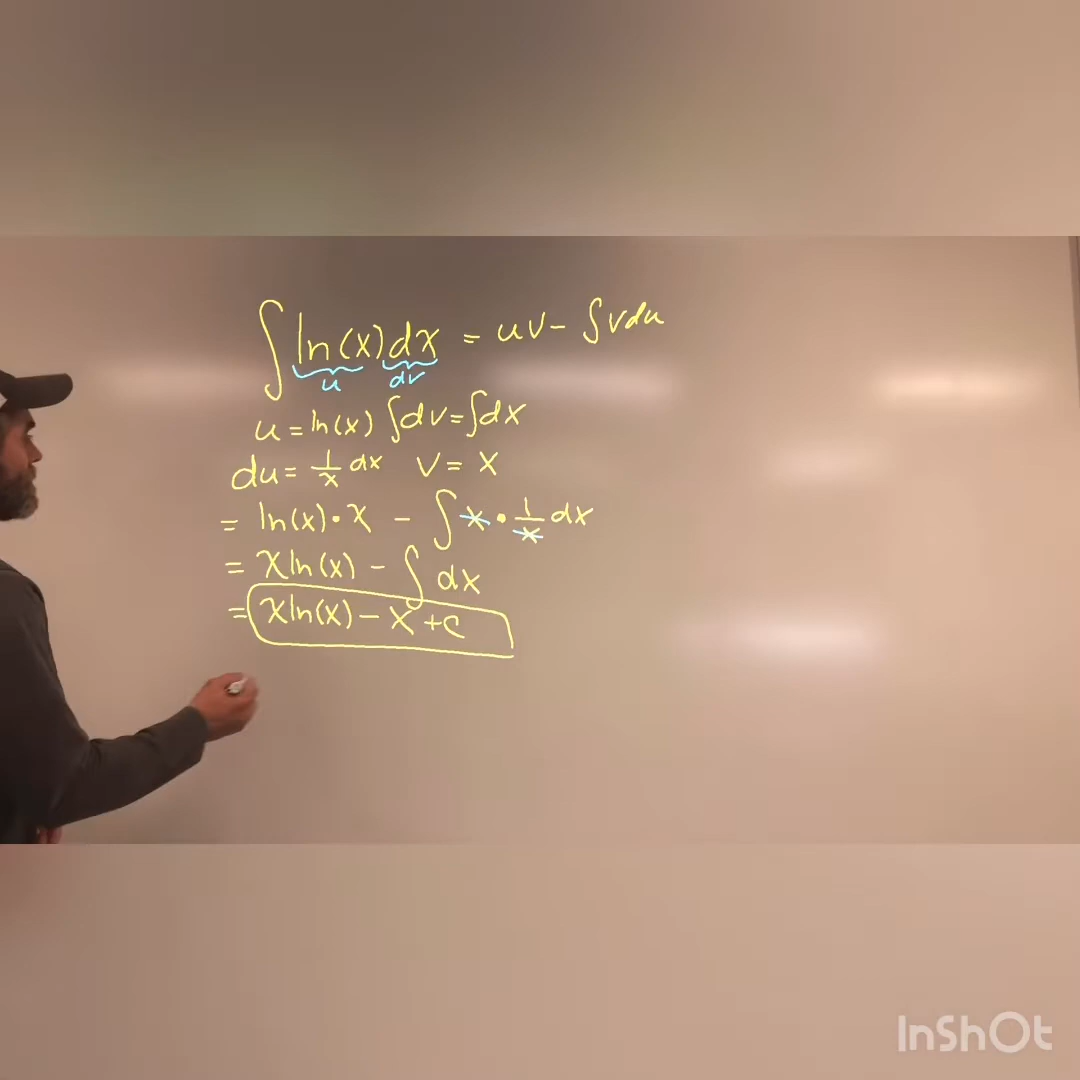 ∫ ln(x) dx = uv - ∫vdu
u dv
u = ln(x) ∫dv = ∫dx
du = 1/x dx v = x
= ln(x) • x - ∫ x • 1/x dx
= xln(x) - ∫ dx
= xln(x) - x + c
InShOt